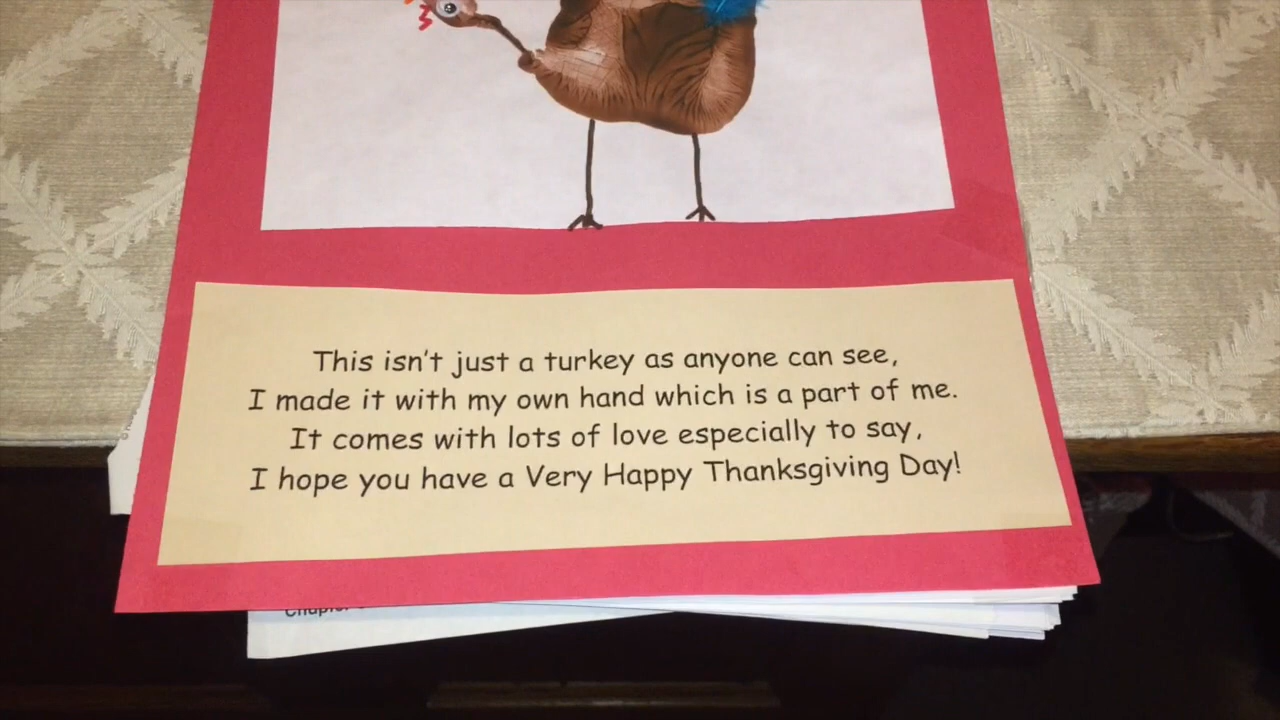 This isn't just a turkey as anyone can see,
I made it with my own hand which is a part of me.
It comes with lots of love especially to say,
I hope you have a Very Happy Thanksgiving Day!